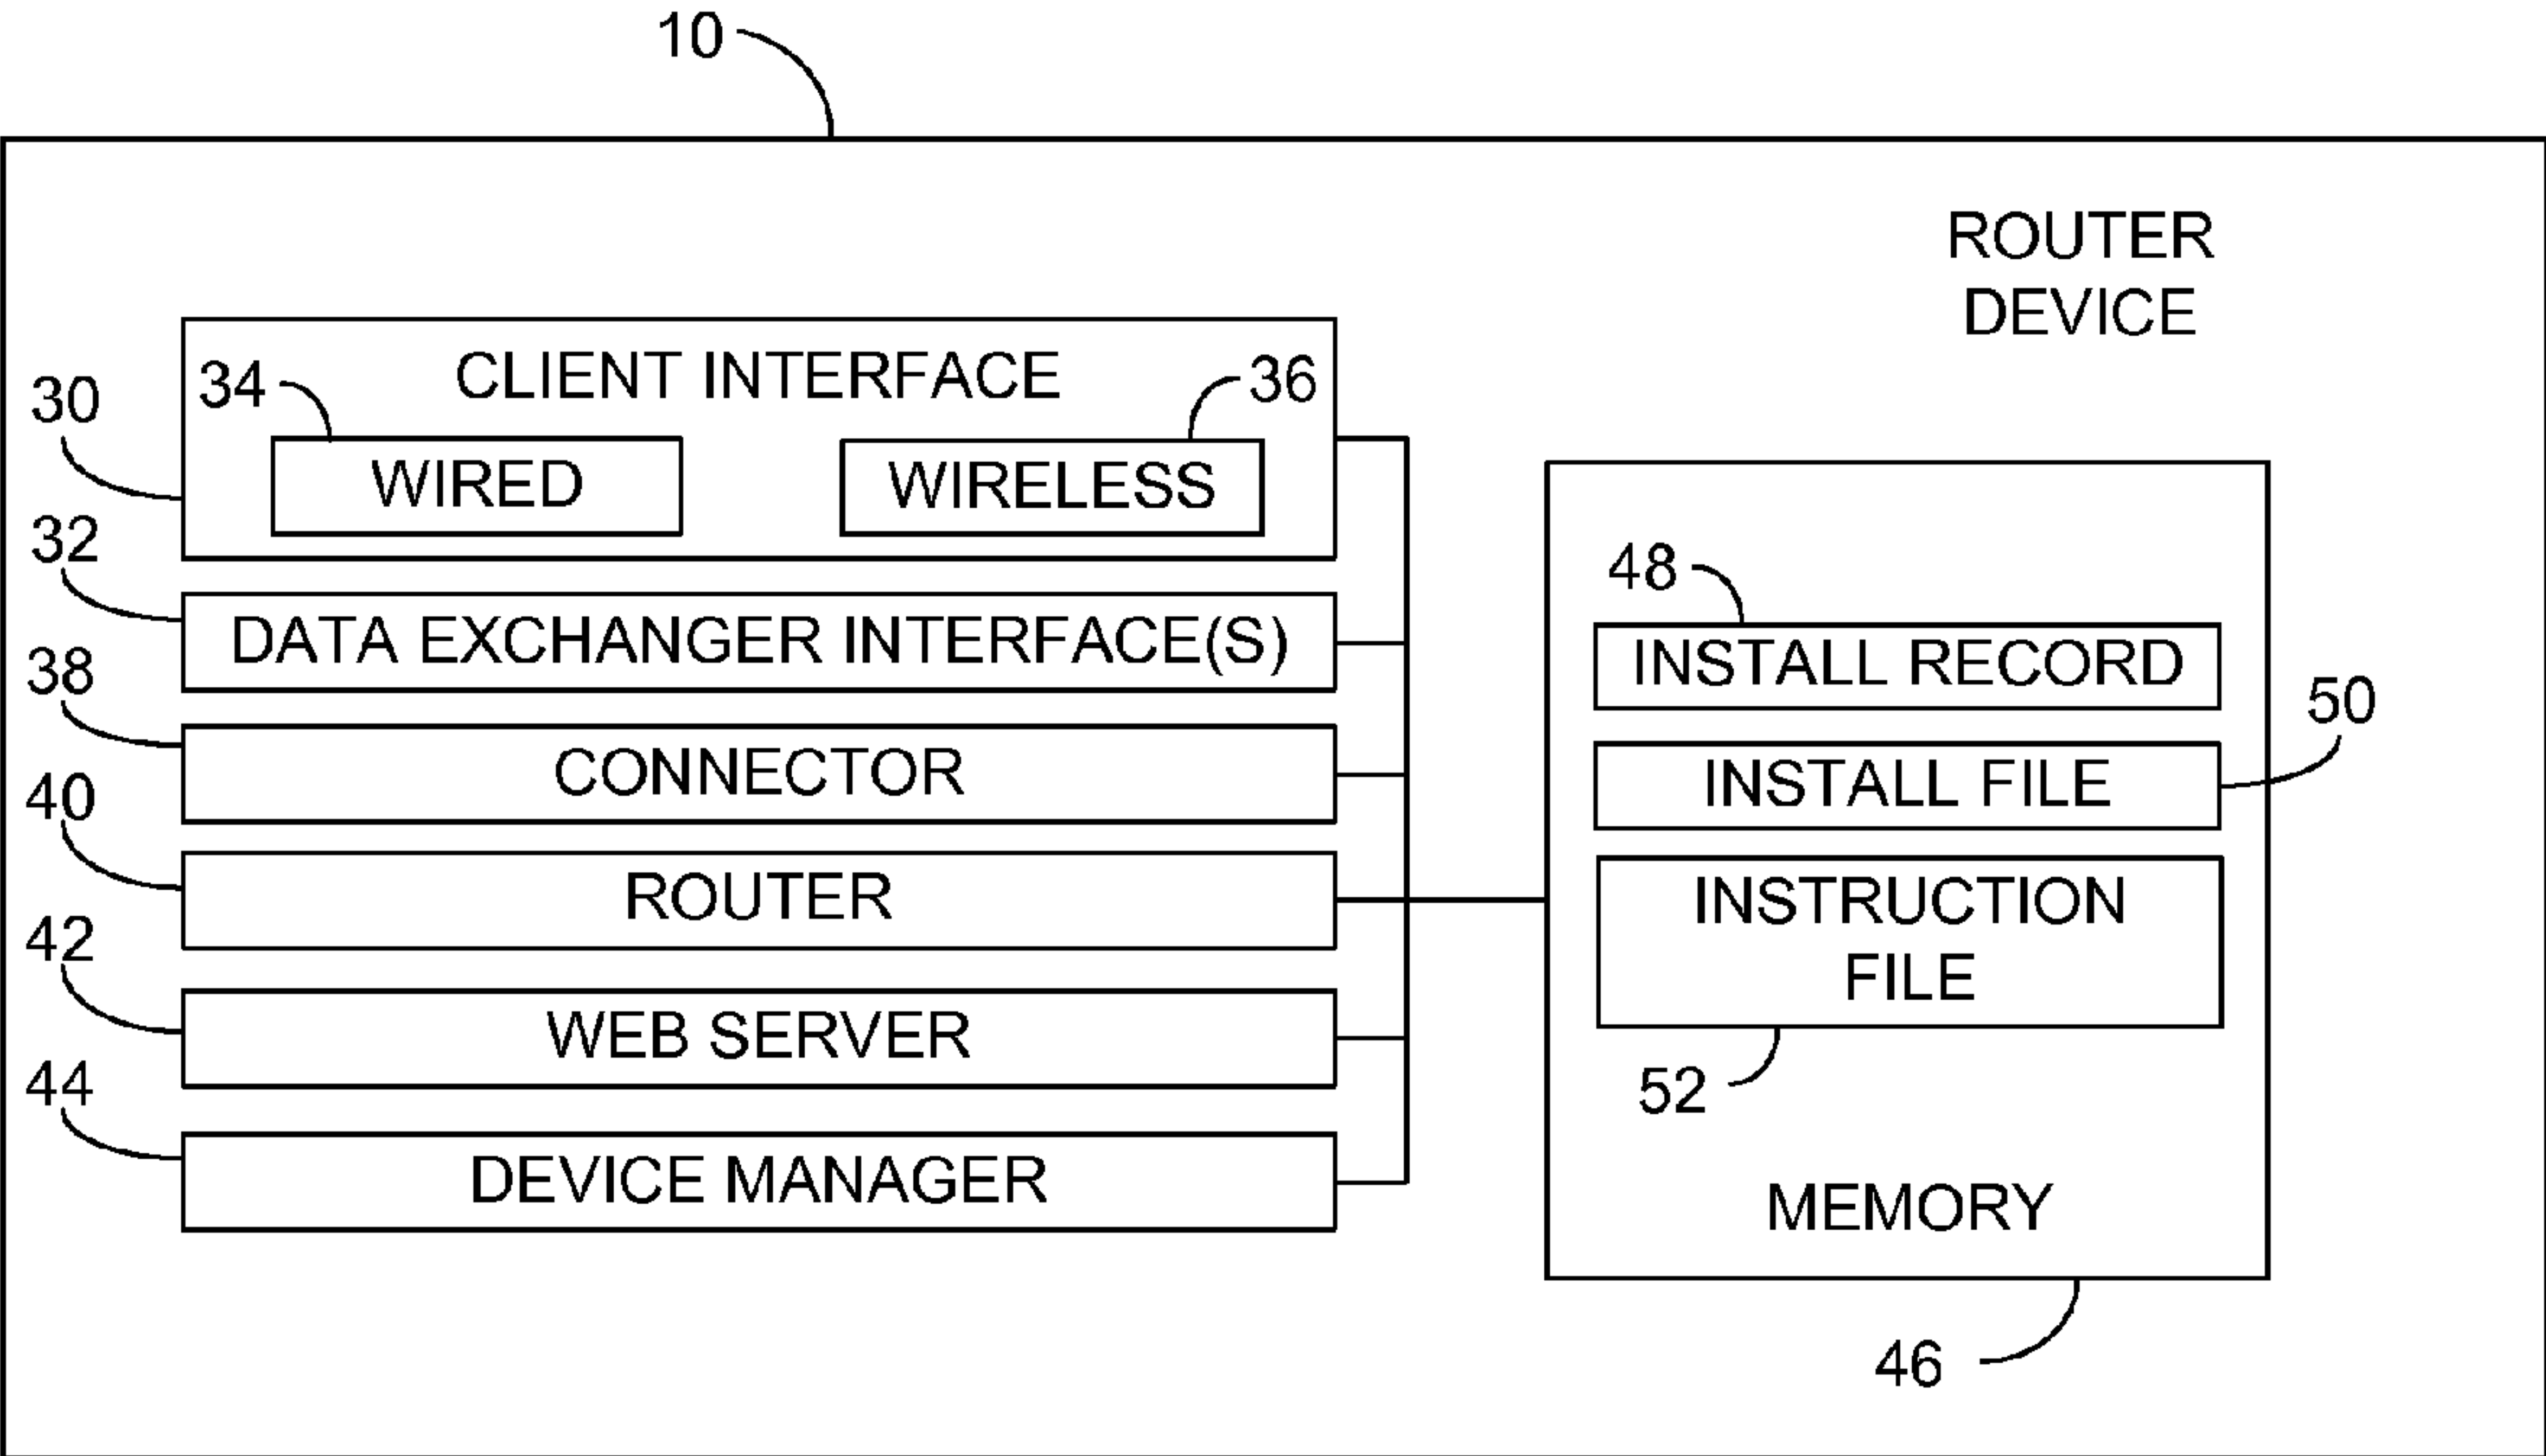 10
ROUTER
DEVICE
30
CLIENT INTERFACE
34
36
WIRED
WIRELESS
32
DATA EXCHANGER INTERFACE(S)
38
CONNECTOR
40
ROUTER
42
WEB SERVER
44
DEVICE MANAGER
48
INSTALL RECORD
50
INSTALL FILE
INSTRUCTION
FILE
52
MEMORY
46